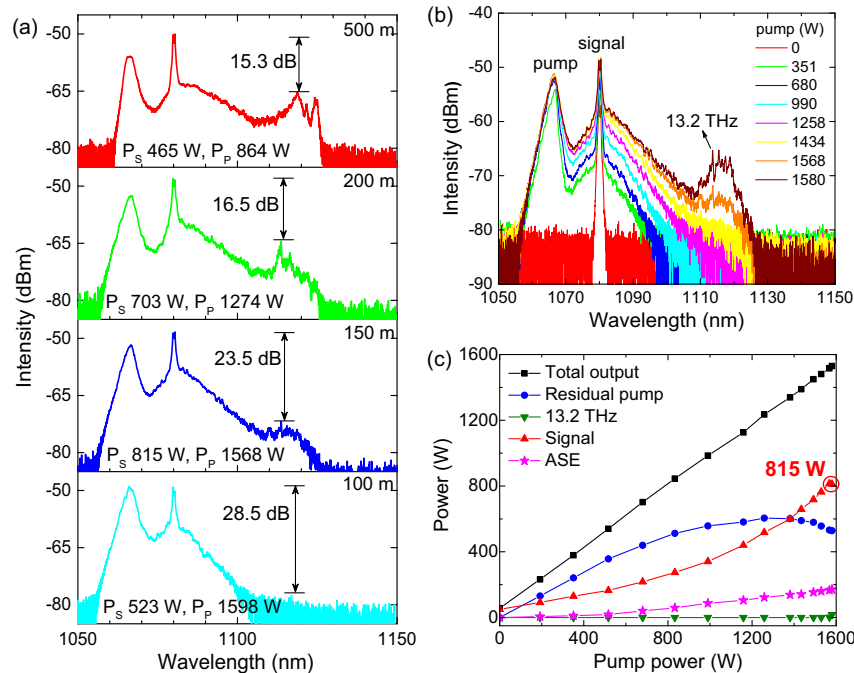 (a)
500 m
-50
-65
-80
15.3 dB
P_S 465 W, P_P 864 W
200 m
-50
-65
-80
16.5 dB
P_S 703 W, P_P 1274 W
150 m
-50
-65
-80
23.5 dB
P_S 815 W, P_P 1568 W
100 m
-50
-65
-80
28.5 dB
P_S 523 W, P_P 1598 W
Intensity (dBm)
1050 1100 1150
Wavelength (nm)
(b)
-40
-50
-60
-70
-80
-90
Intensity (dBm)
pump
signal
13.2 THz
pump (W)
0
351
680
990
1258
1434
1568
1580
1050 1070 1090 1110 1130 1150
Wavelength (nm)
(c)
1600
1200
800
400
0
Power (W)
Total output
Residual pump
13.2 THz
Signal
ASE
815 W
0 400 800 1200 1600
Pump power (W)